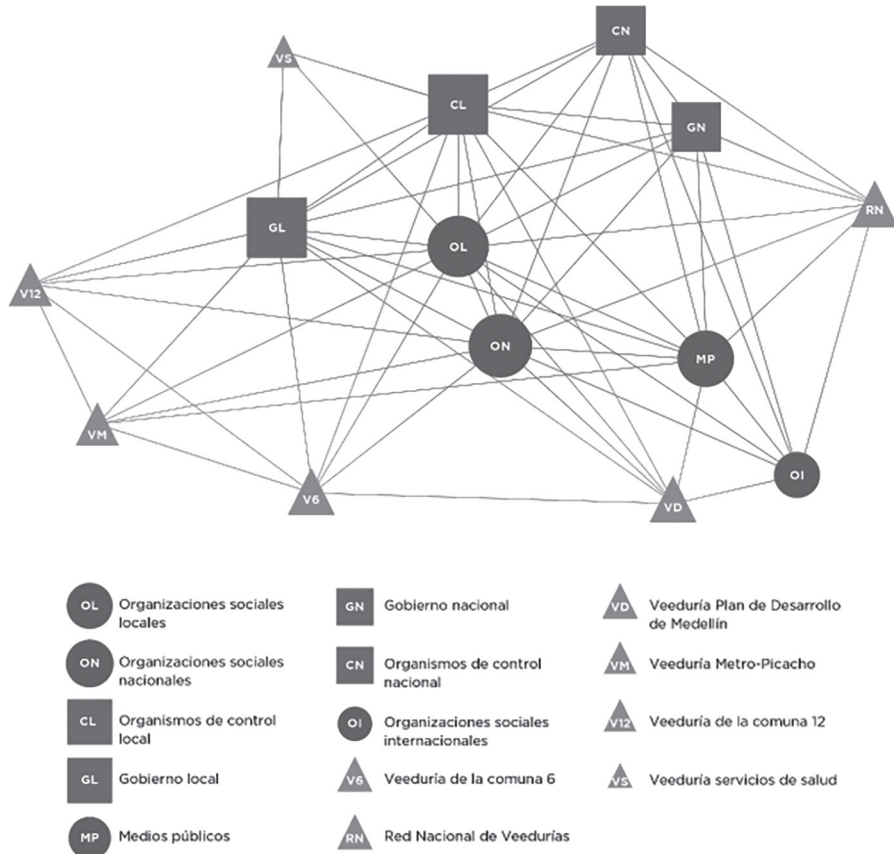 CN
VS
CL
GN
RN
GL
OL
V12
ON
MP
VM
OI
V6
VD
OL Organizaciones sociales
locales
ON Organizaciones sociales
nacionales
CL Organismos de control
local
GL Gobierno local
MP Medios públicos
GN Gobierno nacional
CN Organismos de control
nacional
OI Organizaciones sociales
internacionales
V6 Veeduría de la comuna 6
RN Red Nacional de Veedurías
VD Veeduría Plan de Desarrollo
de Medellín
VM Veeduría Metro-Picacho
V12 Veeduría de la comuna 12
VS Veeduría servicios de salud